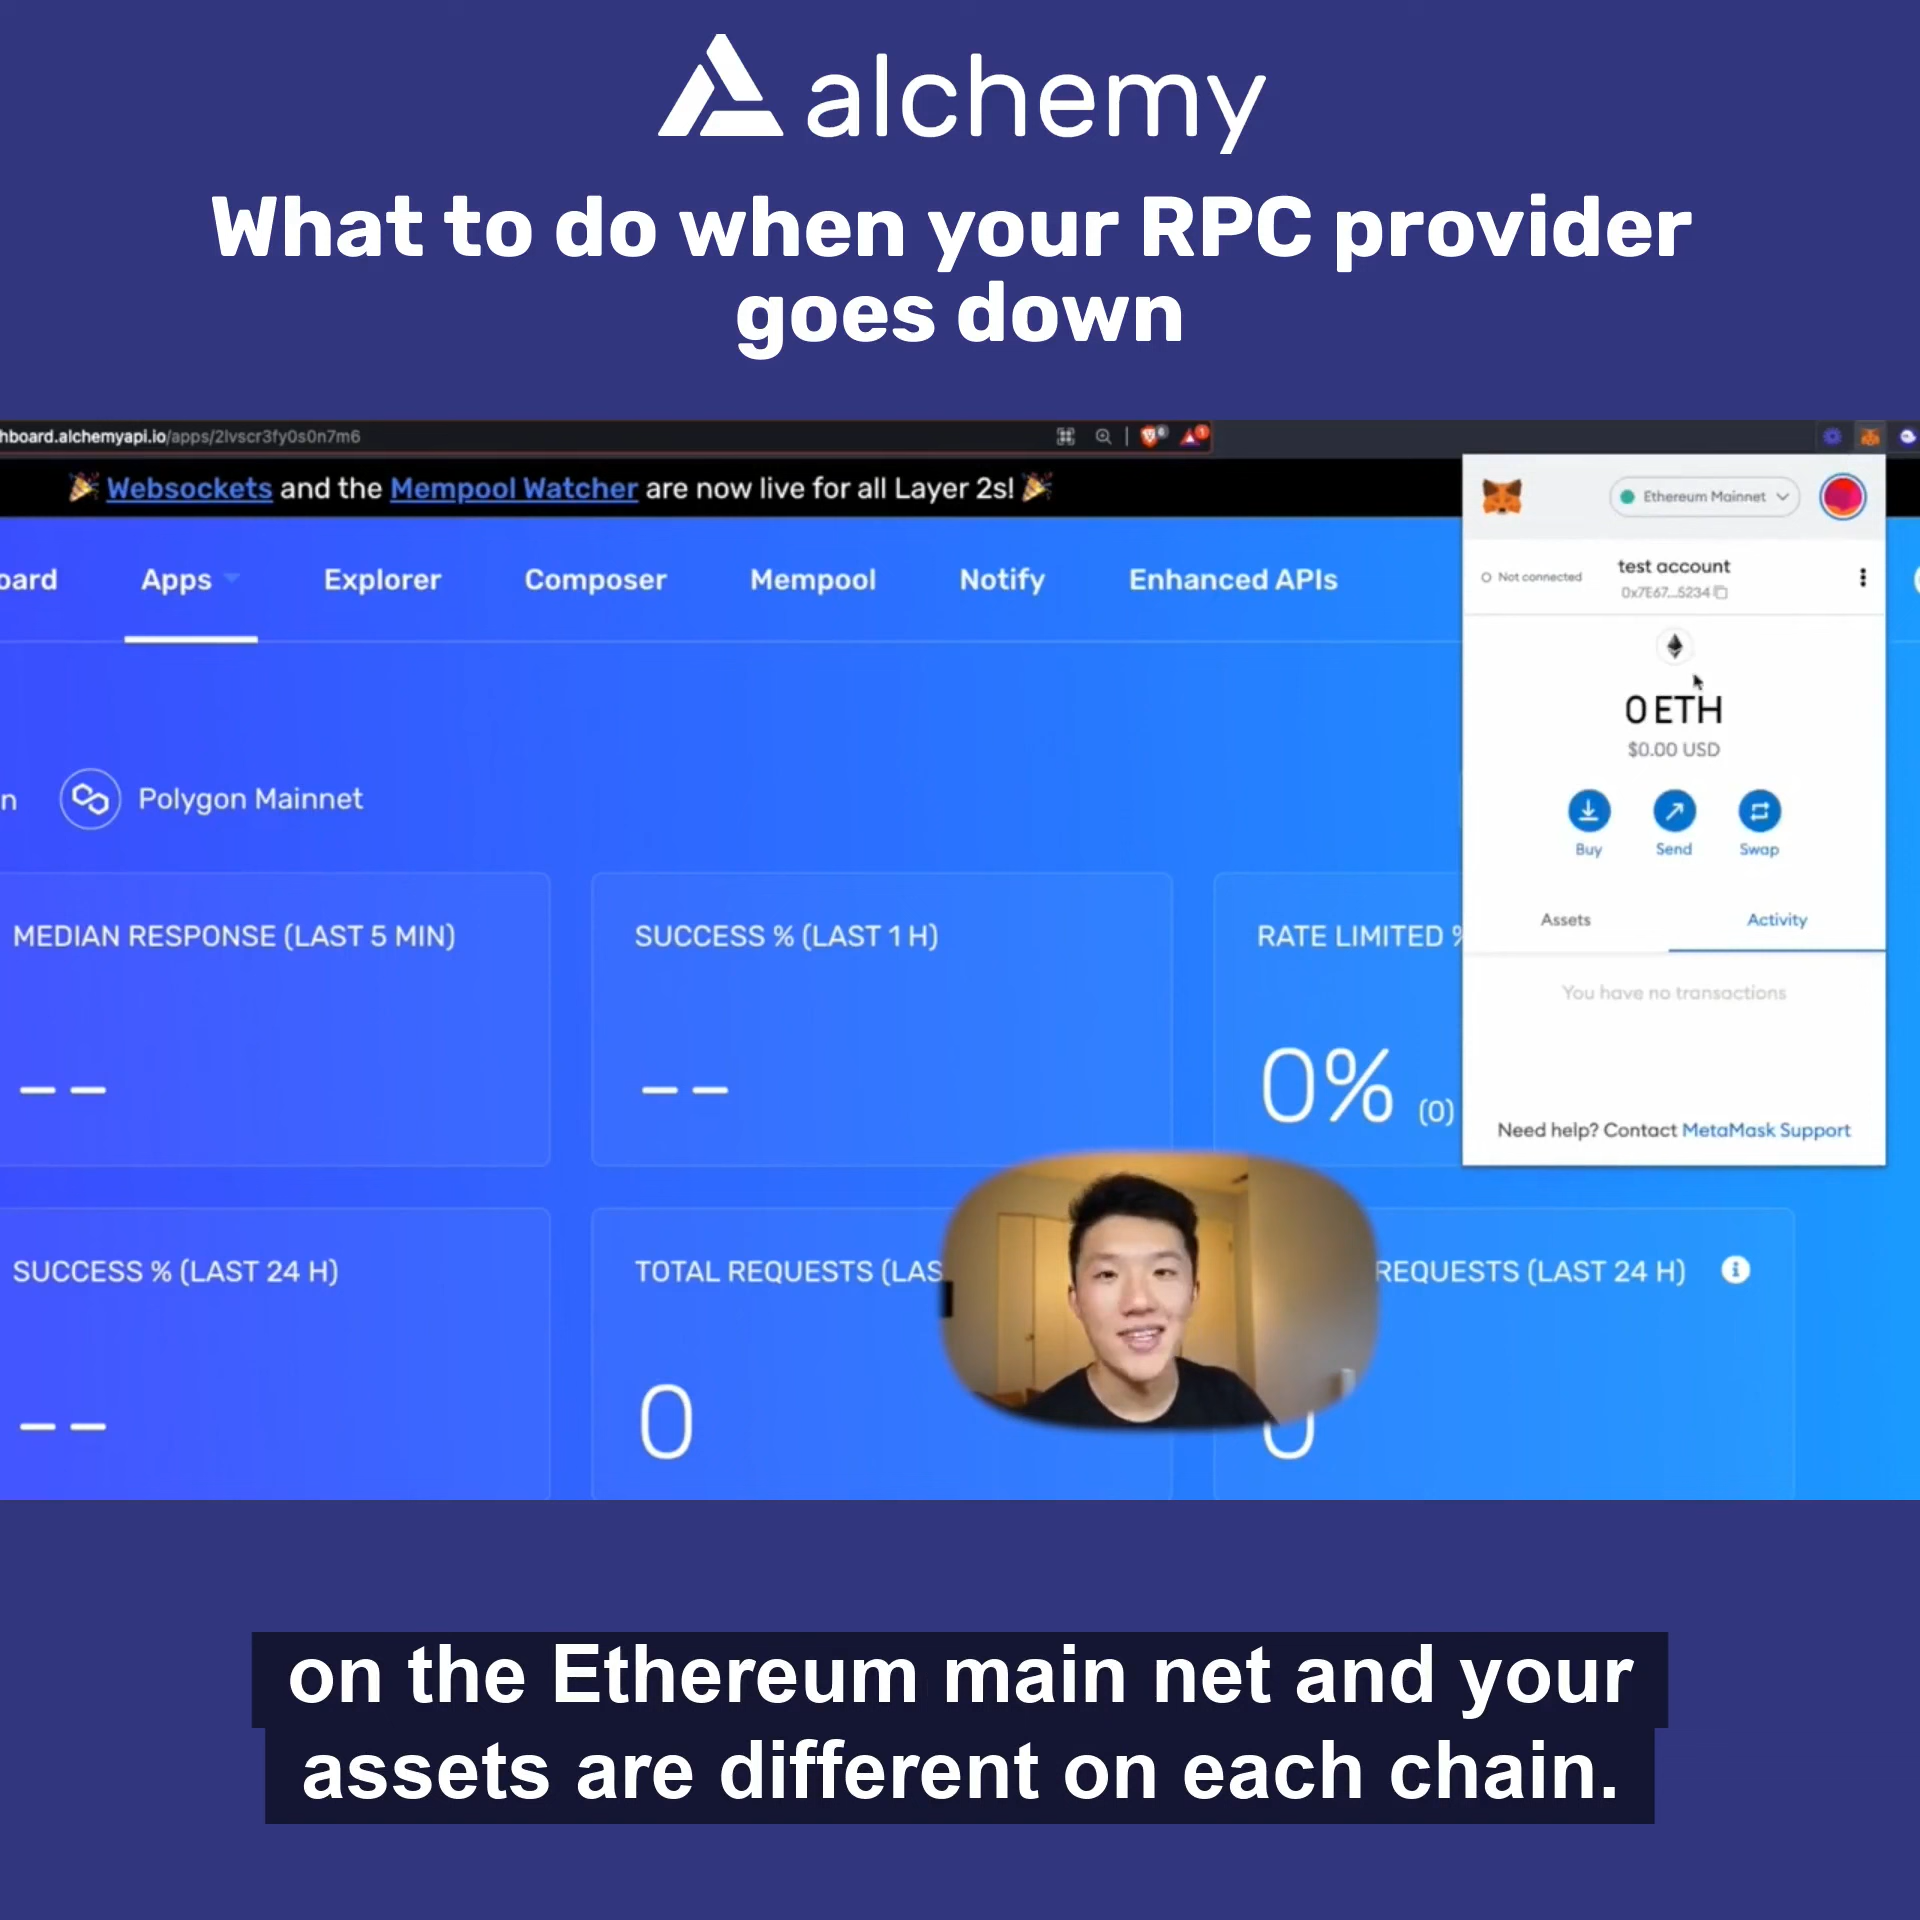 alchemy
What to do when your RPC provider
goes down
hboard.alchemyapi.io/apps/2lvscr3fy0s0n7m6
Websockets and the Mempool Watcher are now live for all Layer 2s!
oard Apps Explorer Composer Mempool Notify Enhanced APIs
Ethereum Mainnet
Not connected
test account
0x7E67...5234
0 ETH
$0.00 USD
Buy Send Swap
Assets Activity
You have no transactions
Need help? Contact MetaMask Support
n Polygon Mainnet
MEDIAN RESPONSE (LAST 5 MIN) SUCCESS % (LAST 1 H) RATE LIMITED %
-- -- 0% (0)
SUCCESS % (LAST 24 H) TOTAL REQUESTS (LAS REQUESTS (LAST 24 H)
-- 0 0
on the Ethereum main net and your
assets are different on each chain.